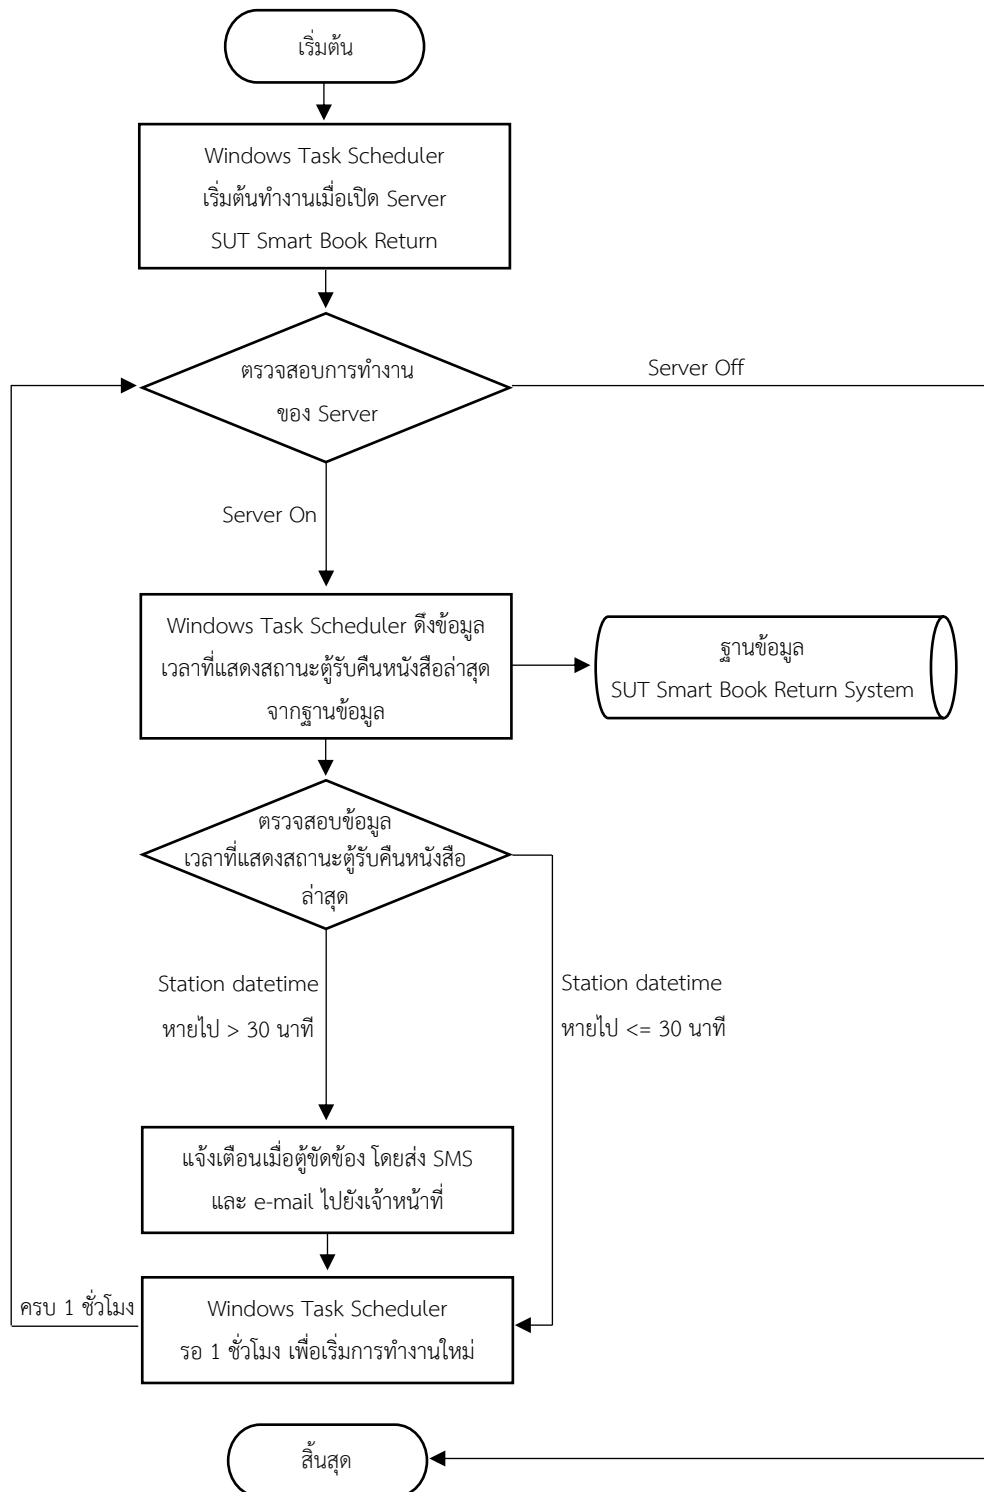 เริ่มต้น
Windows Task Scheduler
เริ่มต้นทำงานเมื่อเปิด Server
SUT Smart Book Return
ตรวจสอบการทำงาน
ของ Server
Server Off
Server On
Windows Task Scheduler ดึงข้อมูล
เวลาที่แสดงสถานะตู้รับคืนหนังสือล่าสุด
จากฐานข้อมูล
ฐานข้อมูล
SUT Smart Book Return System
ตรวจสอบข้อมูล
เวลาที่แสดงสถานะตู้รับคืนหนังสือ
ล่าสุด
Station datetime
หายไป > 30 นาที
Station datetime
หายไป <= 30 นาที
แจ้งเตือนเมื่อตู้ขัดข้อง โดยส่ง SMS
และ e-mail ไปยังเจ้าหน้าที่
ครบ 1 ชั่วโมง
Windows Task Scheduler
รอ 1 ชั่วโมง เพื่อเริ่มการทำงานใหม่
สิ้นสุด